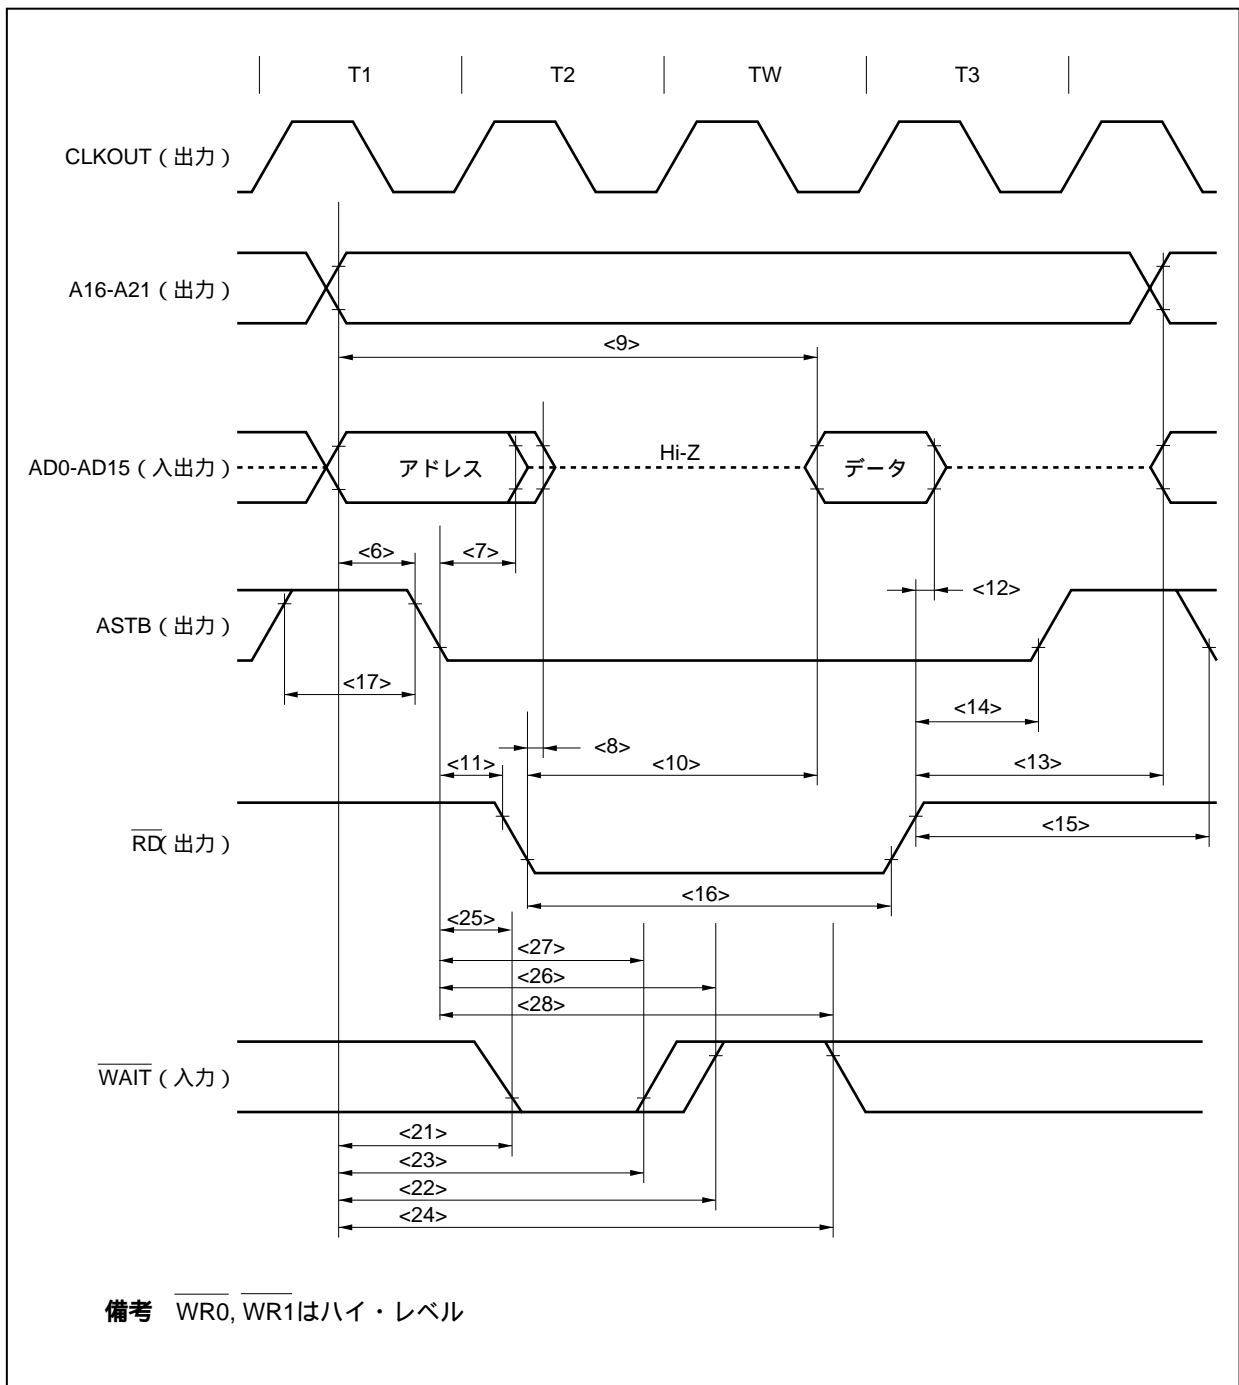 T1 T2 TW T3
CLKOUT（出力）
A16-A21（出力）
<9>
AD0-AD15（入出力）
アドレス
Hi-Z
データ
<6> <7>
<12>
ASTB（出力）
<17>
<14>
<8>
<11> <10> <13>
RD（出力）
<15>
<16>
<25>
<27>
<26>
<28>
WAIT（入力）
<21>
<23>
<22>
<24>
備考 WR0, WR1はハイ・レベル